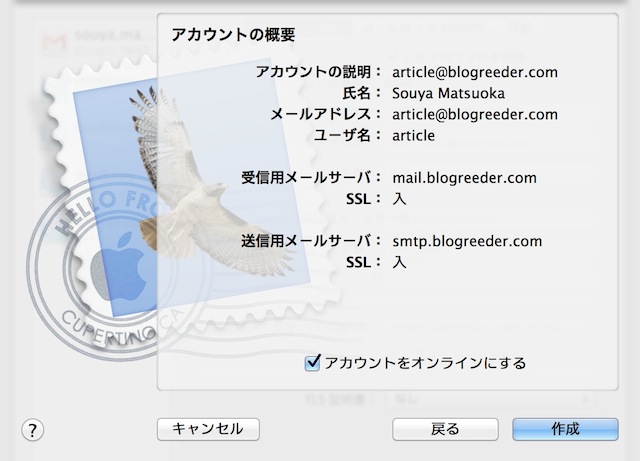 souya.ma...
アカウントの概要
アカウントの説明： article@blogreeder.com
氏名： Souya Matsuoka
メールアドレス： article@blogreeder.com
ユーザ名： article
受信用メールサーバ： mail.blogreeder.com
SSL： 入
送信用メールサーバ： smtp.blogreeder.com
SSL： 入
HELLO FRO
CUPERTINO CA
アカウントをオンラインにする
TLS 証明書： なし
? キャンセル 戻る 作成